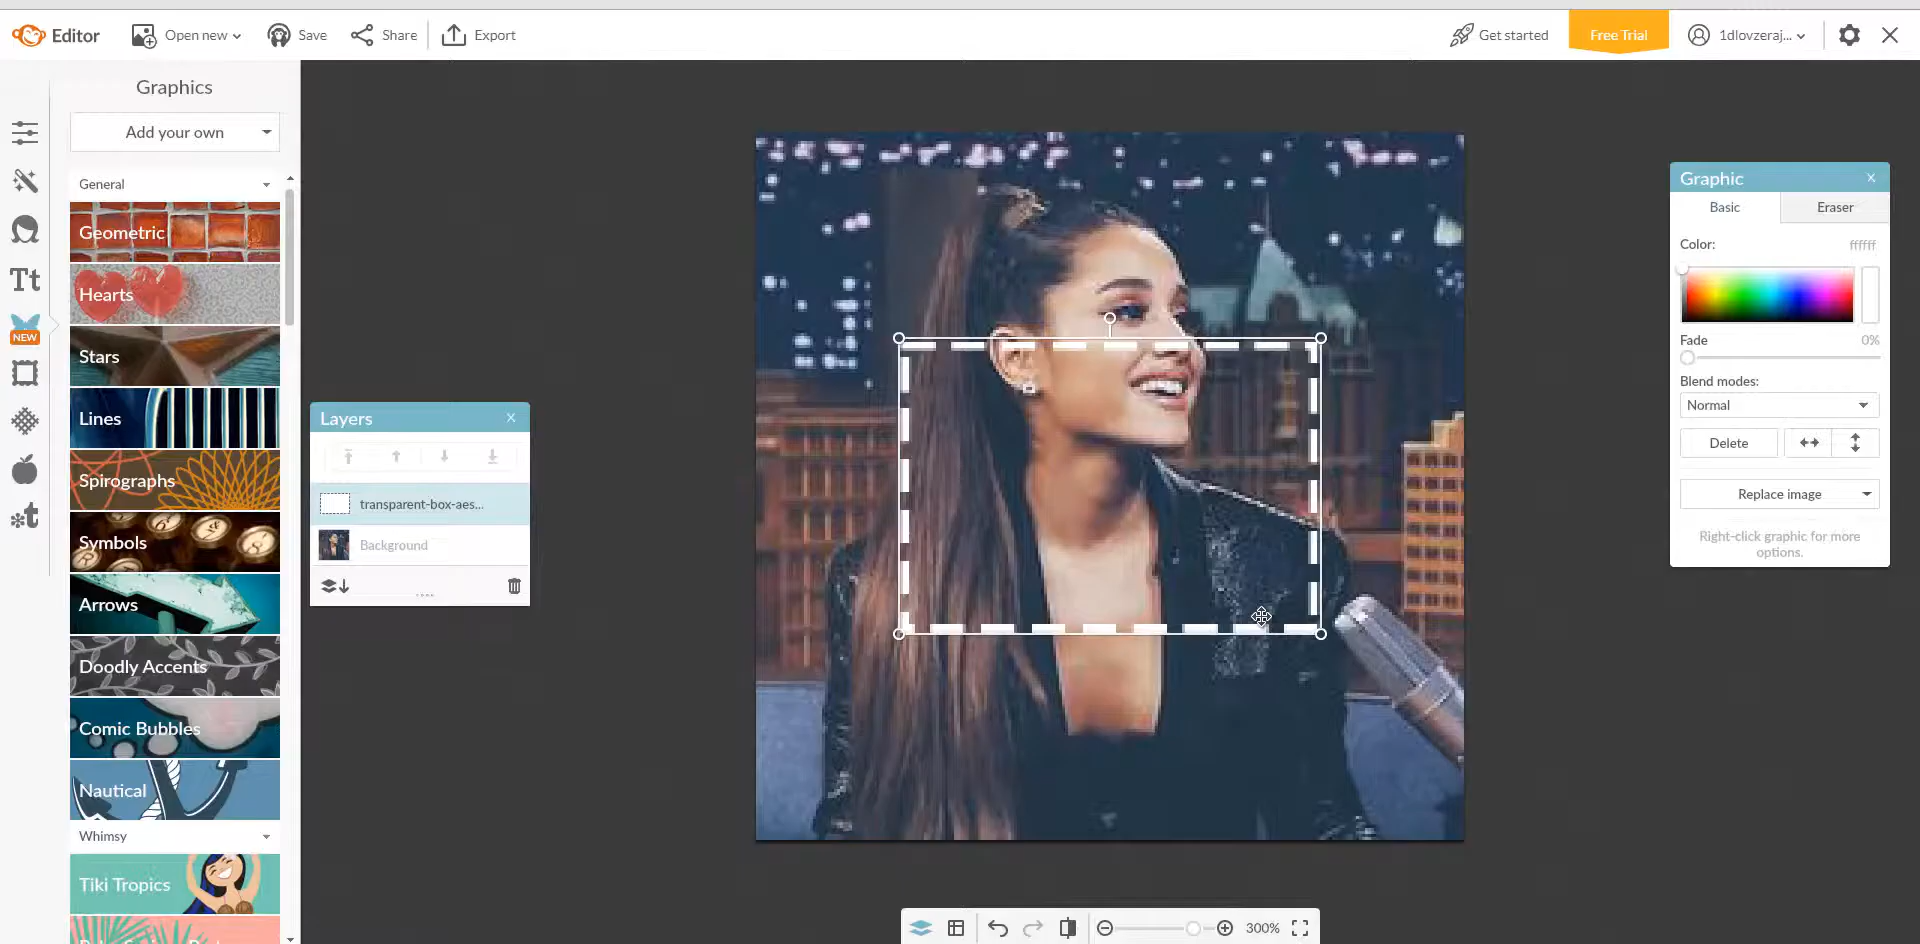 Editor
Open new
Save
Share
Export
Get started
Free Trial
1dlovzeraj...
Graphics
Add your own
General
Geometric
Hearts
Stars
Lines
Spirographs
Symbols
Arrows
Doodly Accents
Comic Bubbles
Nautical
Whimsy
Tiki Tropics
Tt
NEW
t
Layers
transparent-box-aes...
Background
Graphic
Basic
Eraser
Color:
ffffff
Fade
0%
Blend modes:
Normal
Delete
Replace image
Right-click graphic for more
options.
300%